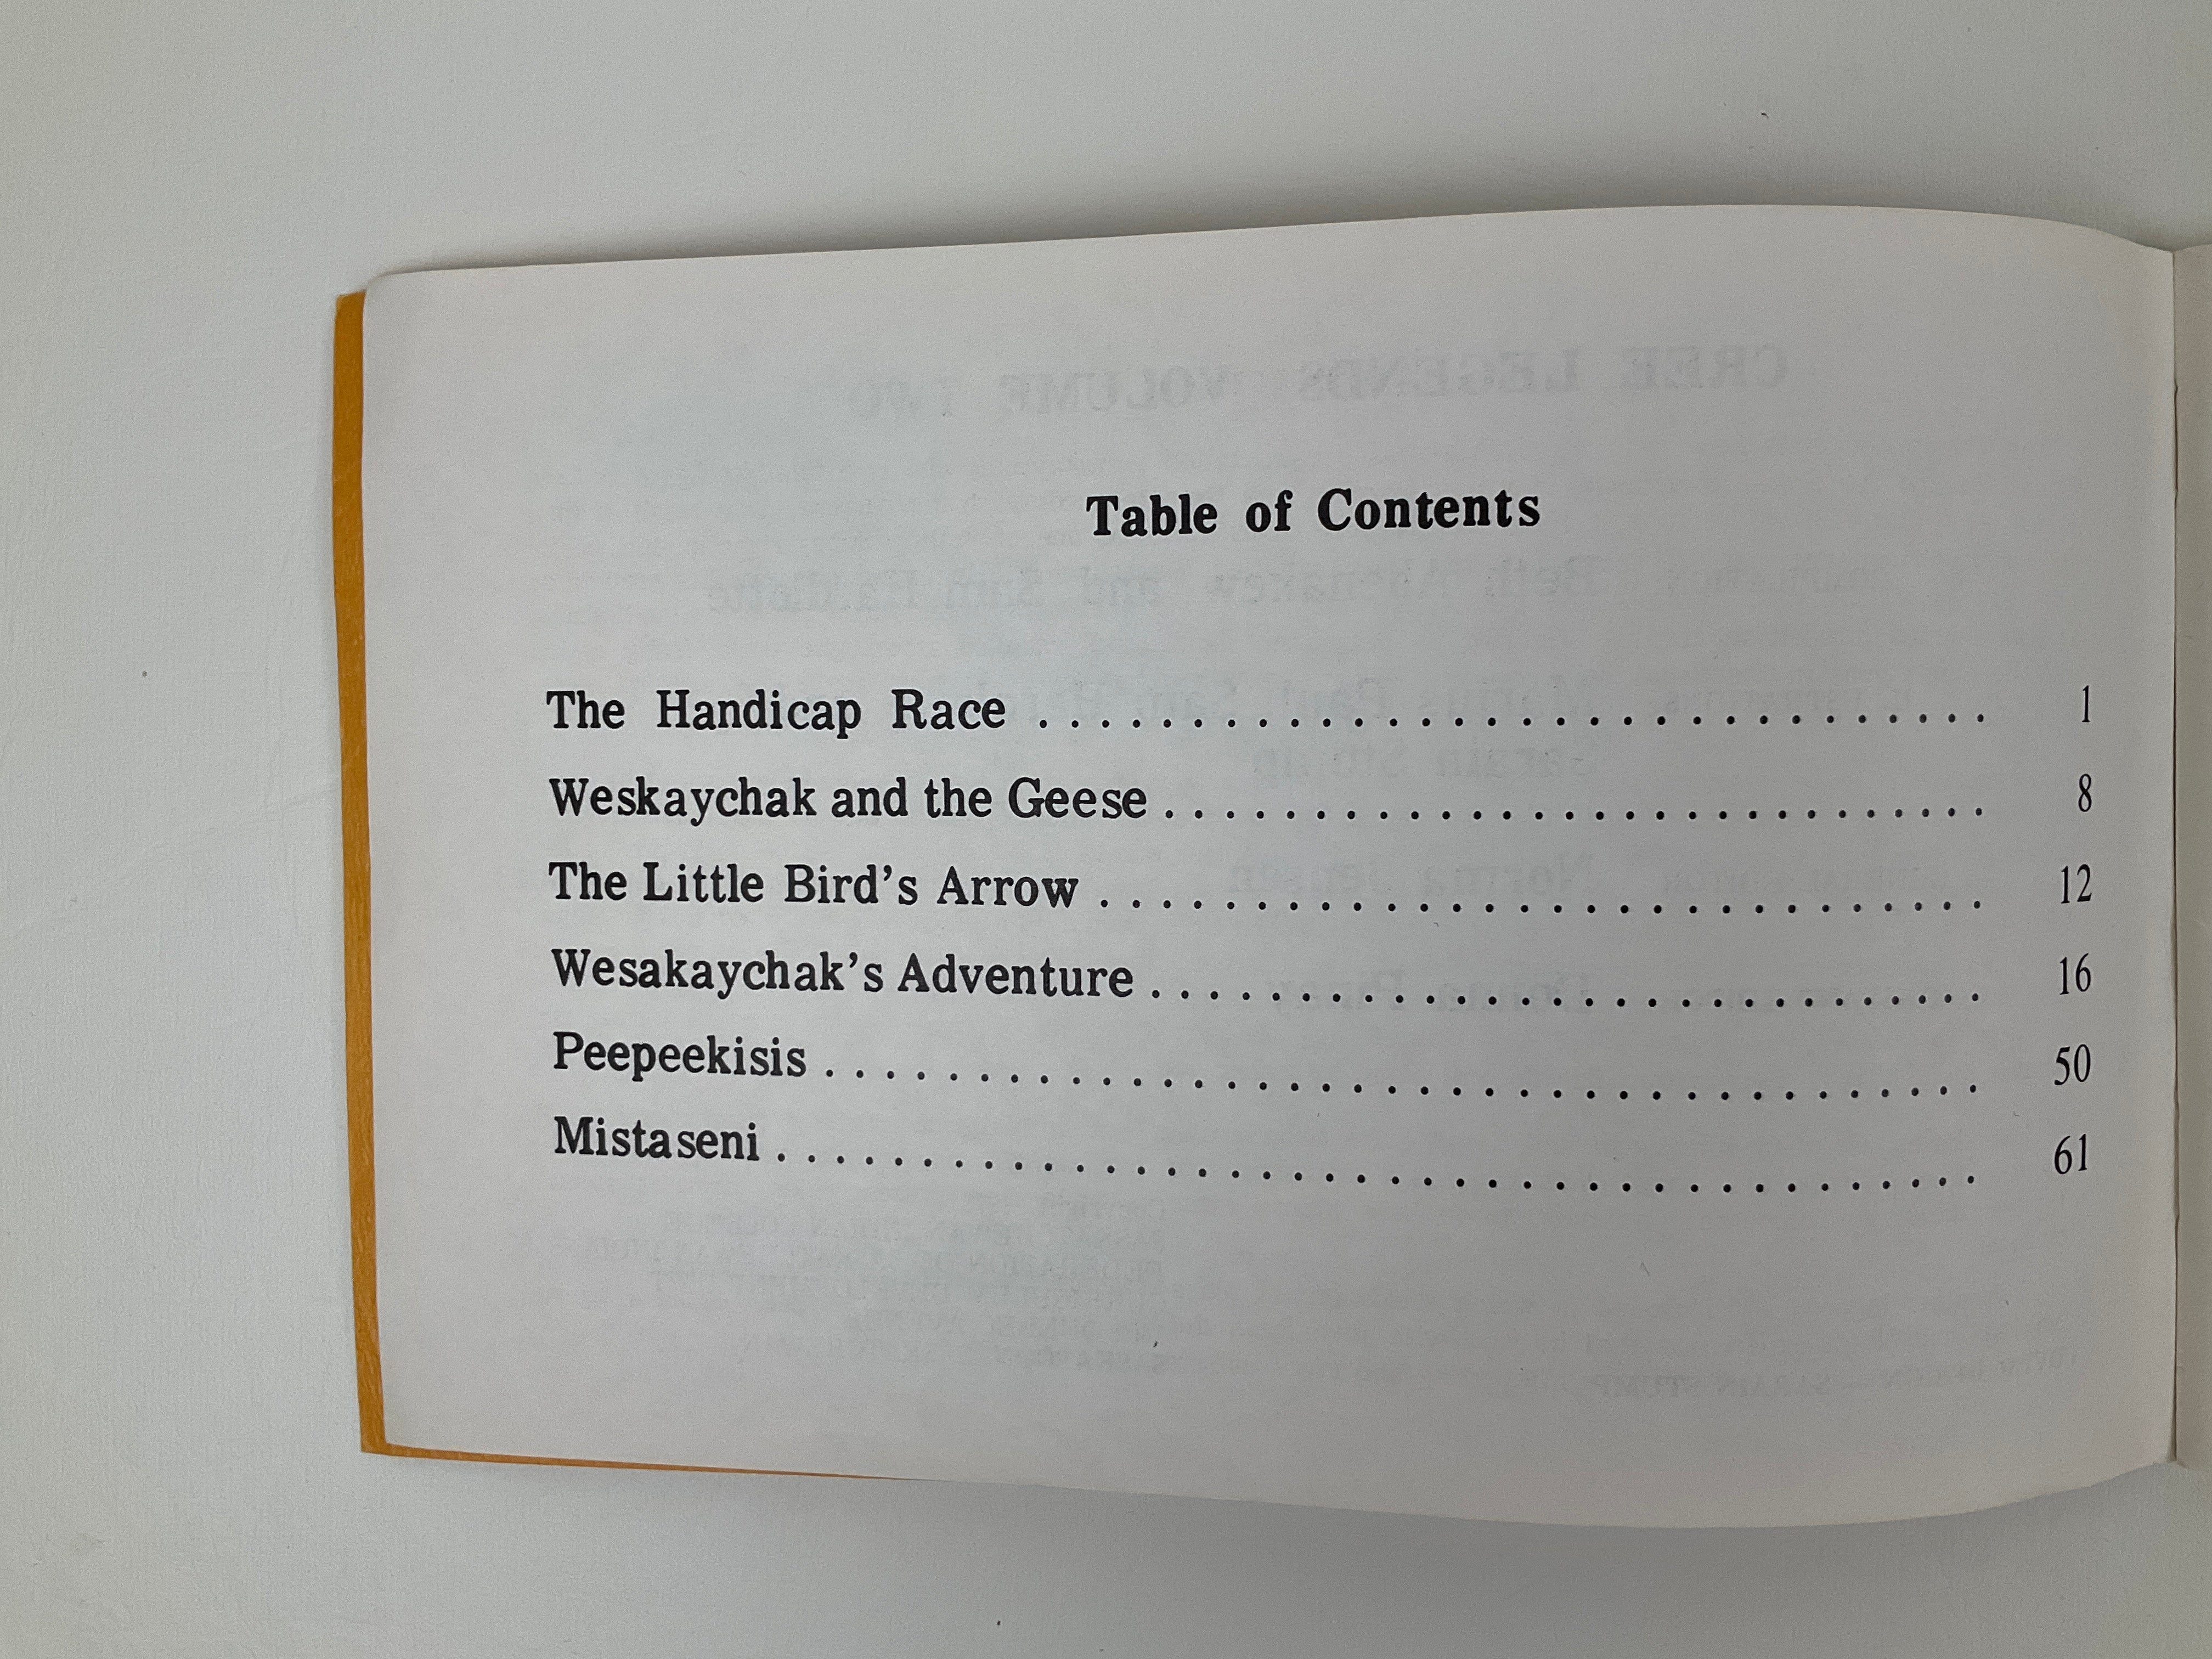 Table of Contents
The Handicap Race . . . . . . . . . . . . . . . . . . . . . . . . . . . . . . . 1
Weskaychak and the Geese . . . . . . . . . . . . . . . . . . . . . . . . . . . 8
The Little Bird’s Arrow . . . . . . . . . . . . . . . . . . . . . . . . . . . . . 12
Wesakaychak’s Adventure . . . . . . . . . . . . . . . . . . . . . . . . . . . . 16
Peepeekisis . . . . . . . . . . . . . . . . . . . . . . . . . . . . . . . . . . . . . . 50
Mistaseni . . . . . . . . . . . . . . . . . . . . . . . . . . . . . . . . . . . . . . . 61